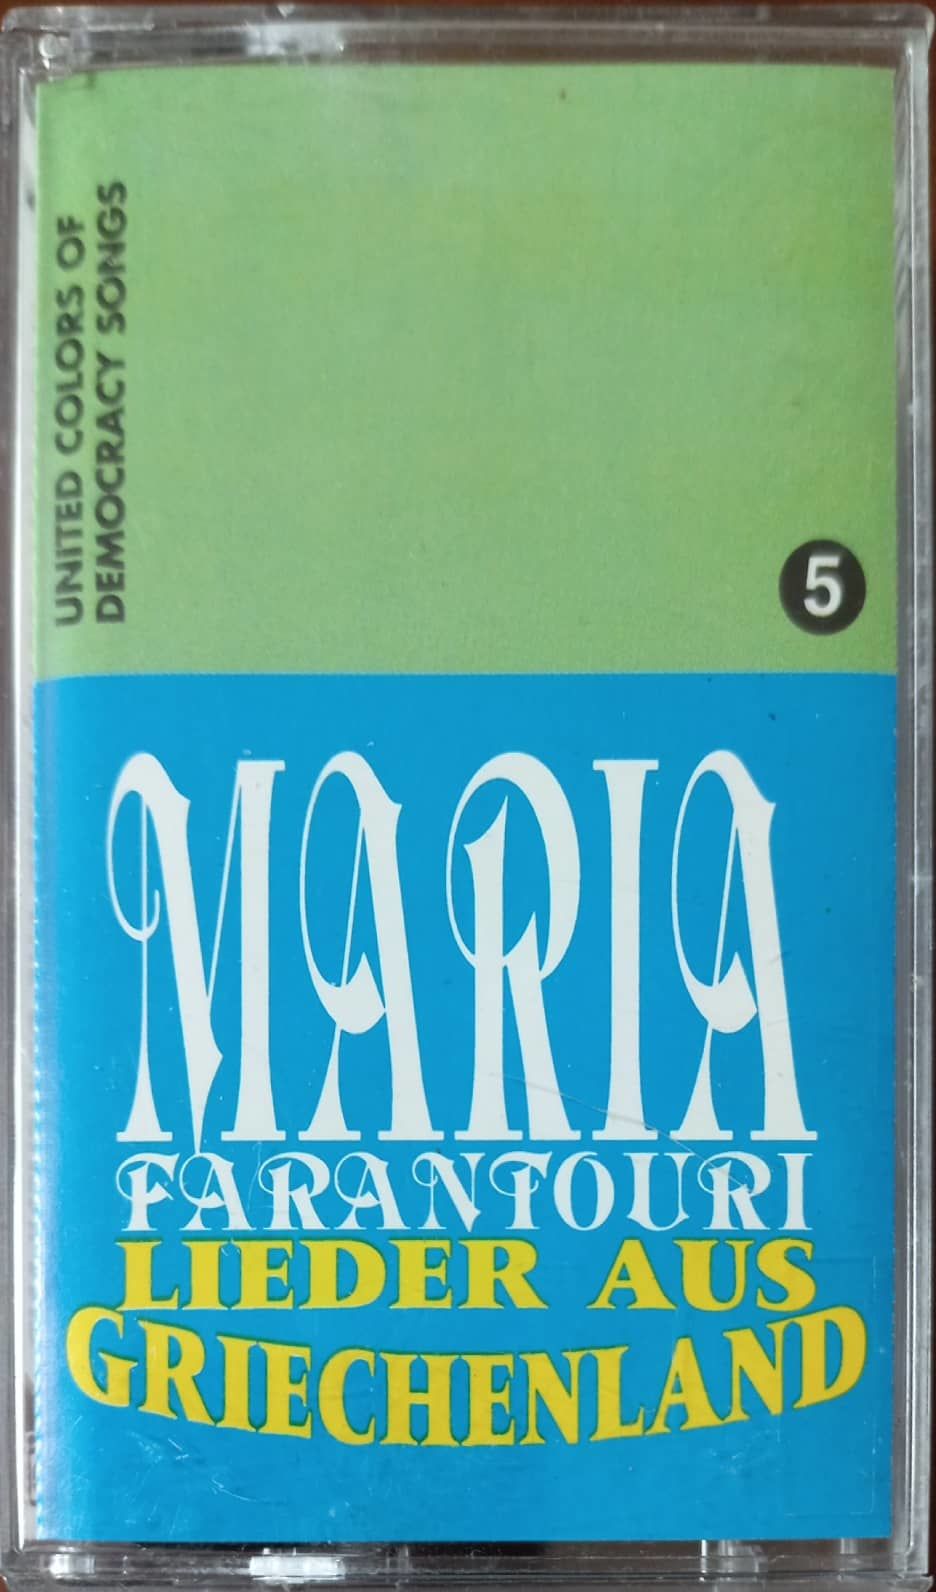 UNITED COLORS OF
DEMOCRACY SONGS
5
MARIA
FARANTOURI
LIEDER AUS
GRIECHENLAND